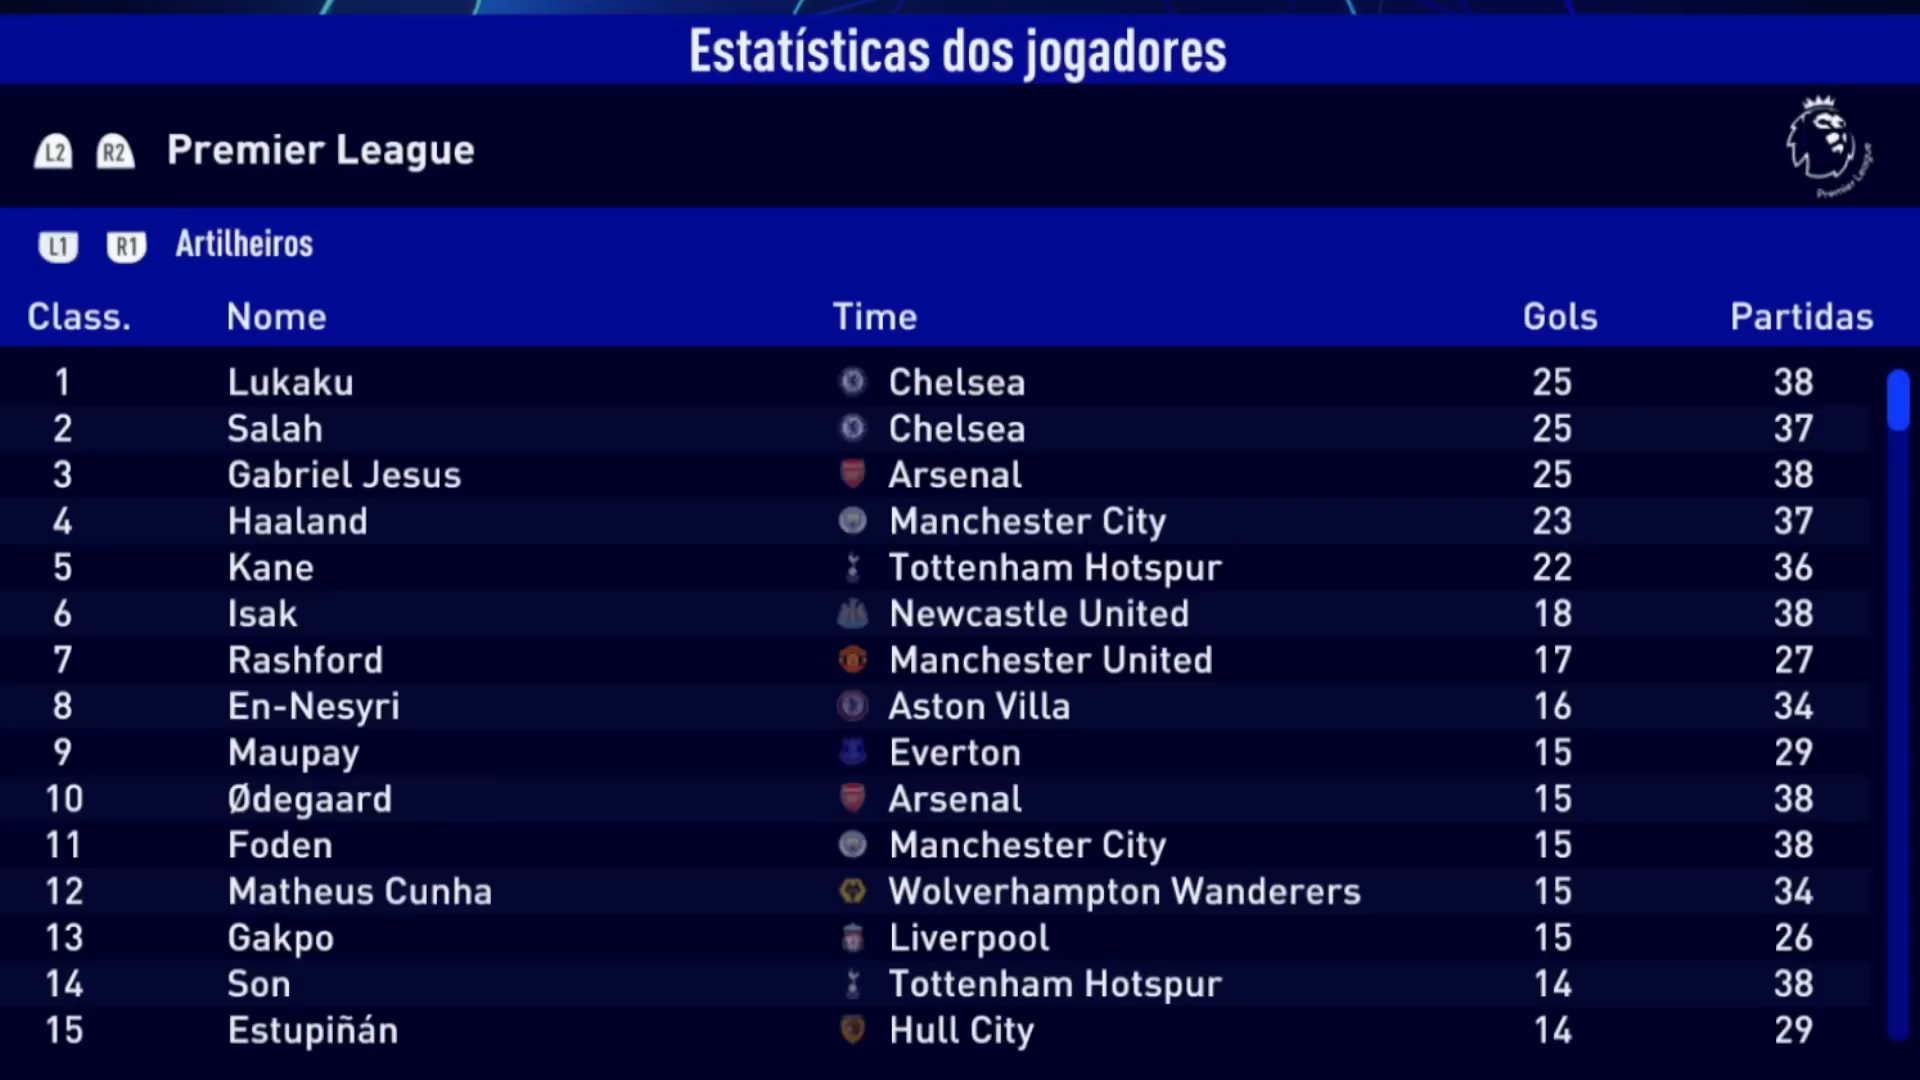 Estatísticas dos jogadores
L2 R2 Premier League
Premier League
L1 R1 Artilheiros
Class. Nome Time Gols Partidas
1 Lukaku Chelsea 25 38
2 Salah Chelsea 25 37
3 Gabriel Jesus Arsenal 25 38
4 Haaland Manchester City 23 37
5 Kane Tottenham Hotspur 22 36
6 Isak Newcastle United 18 38
7 Rashford Manchester United 17 27
8 En-Nesyri Aston Villa 16 34
9 Maupay Everton 15 29
10 Ødegaard Arsenal 15 38
11 Foden Manchester City 15 38
12 Matheus Cunha Wolverhampton Wanderers 15 34
13 Gakpo Liverpool 15 26
14 Son Tottenham Hotspur 14 38
15 Estupiñán Hull City 14 29